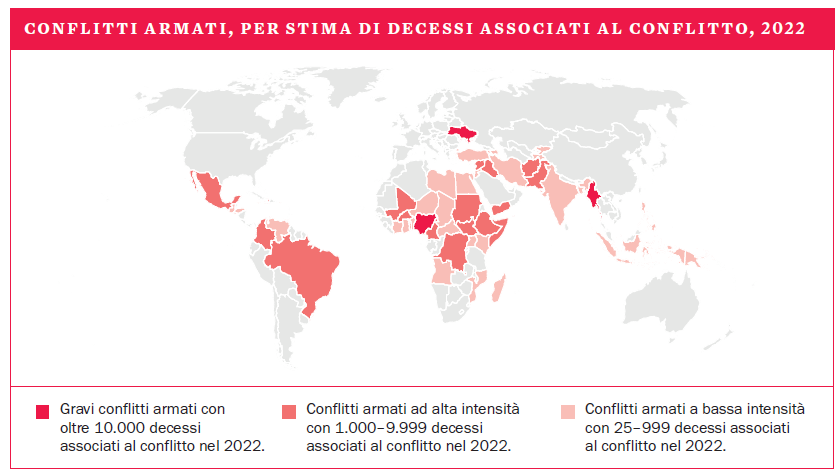 CONFLITTI ARMATI, PER STIMA DI DECESSI ASSOCIATI AL CONFLITTO, 2022
Gravi conflitti armati con
oltre 10.000 decessi
associati al conflitto nel 2022.
Conflitti armati ad alta intensità
con 1.000–9.999 decessi
associati al conflitto nel 2022.
Conflitti armati a bassa intensità
con 25–999 decessi associati
al conflitto nel 2022.